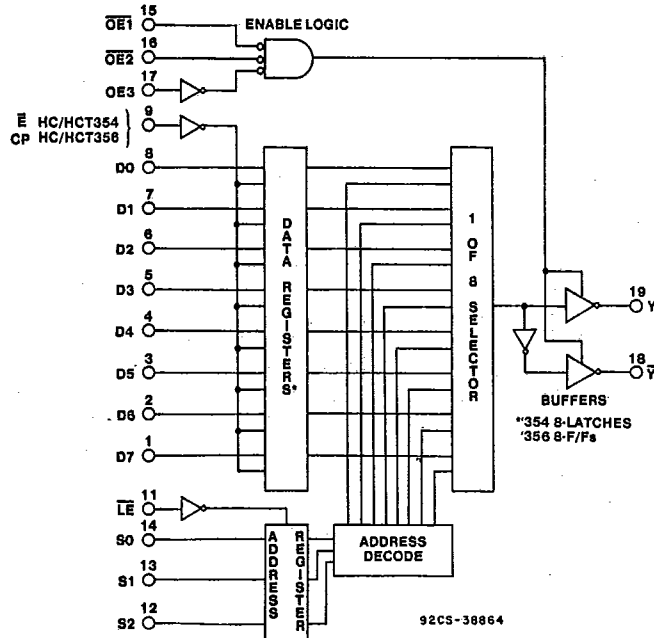 15
OE1
ENABLE LOGIC
16
OE2
17
OE3
9
E HC/HCT354
CP HC/HCT356
8
D0
7
D1
6
D2
5
D3
4
D4
3
D5
2
D6
1
D7
DATA REGISTERS*
1 OF 8 SELECTOR
19
Y
18
Y
BUFFERS
*'354 8-LATCHES
'356 8-F/Fs
11
LE
14
S0
13
S1
12
S2
ADDRESS
REGISTER
ADDRESS
DECODE
92CS-38864